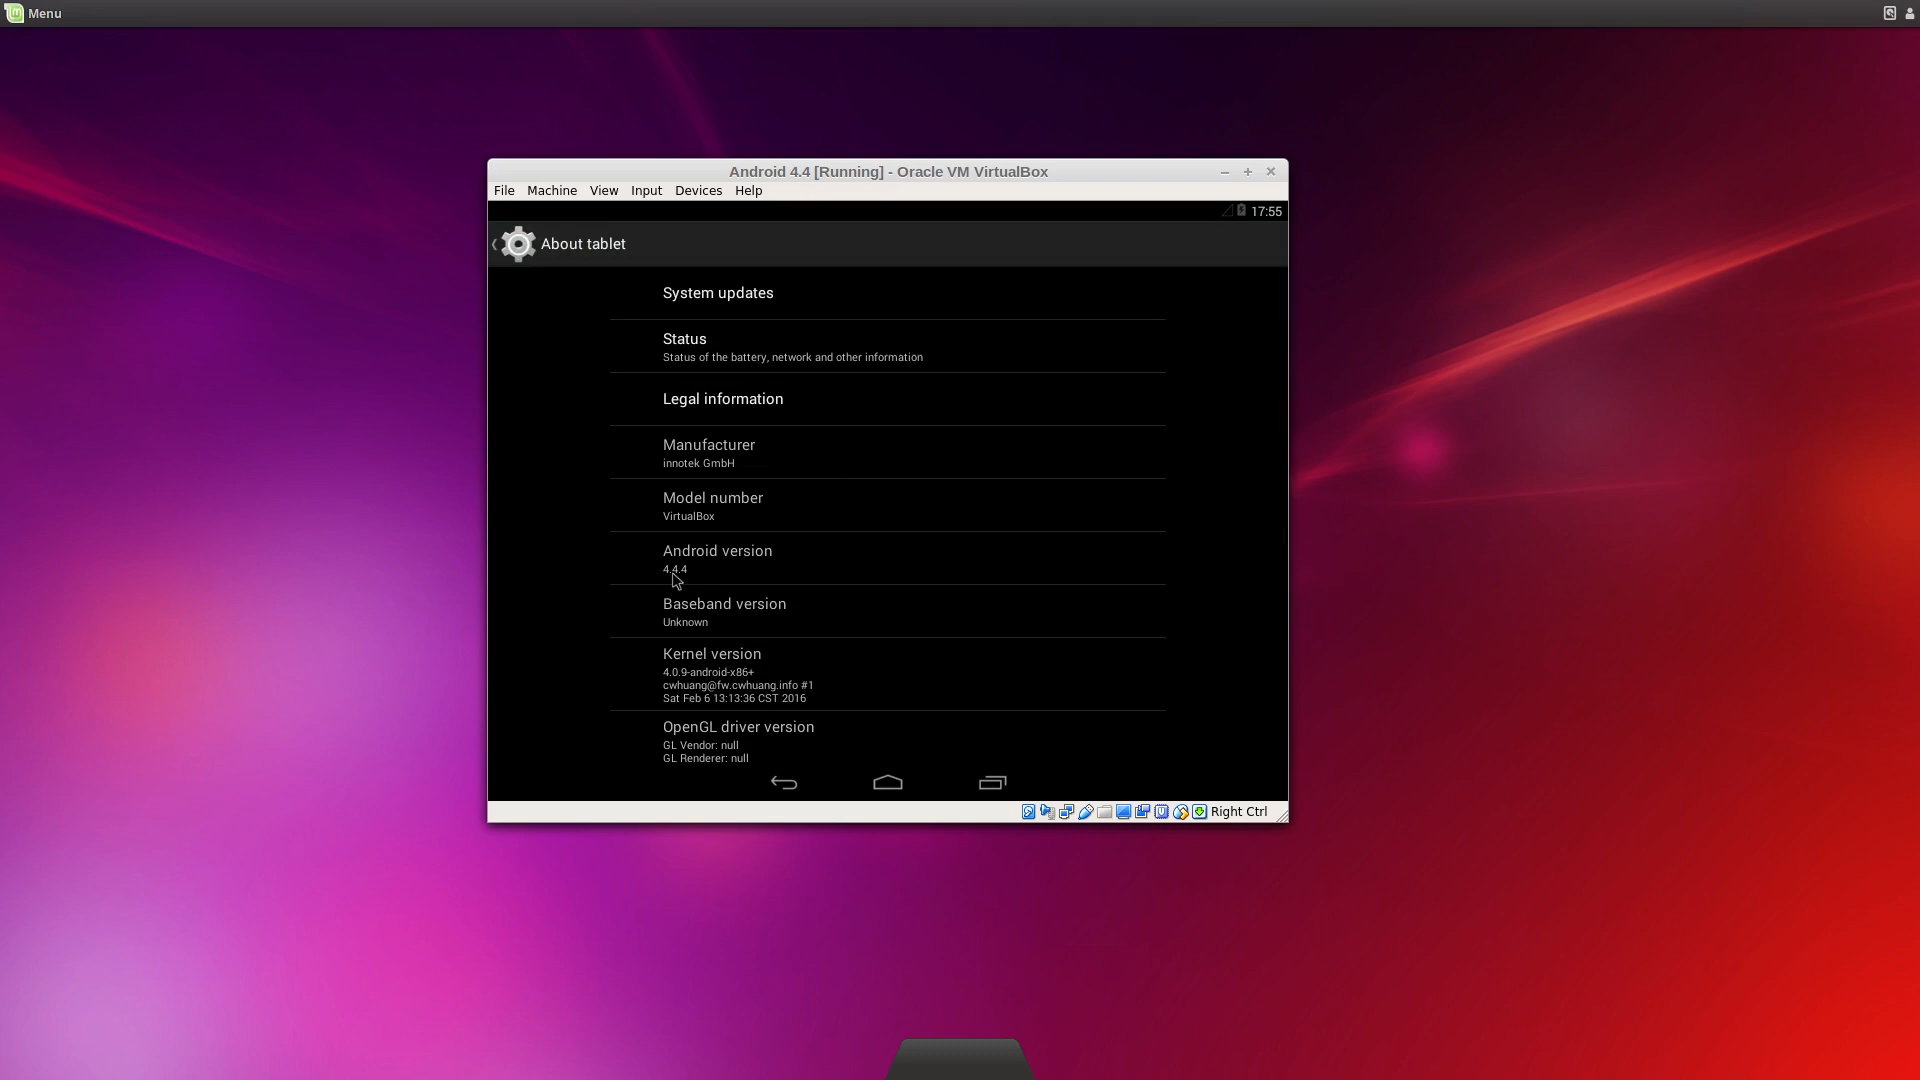 Menu
Android 4.4 [Running] - Oracle VM VirtualBox
File Machine View Input Devices Help
17:55
About tablet
System updates
Status
Status of the battery, network and other information
Legal information
Manufacturer
innotek GmbH
Model number
VirtualBox
Android version
4.4.4
Baseband version
Unknown
Kernel version
4.0.9-android-x86+
cwhuang@fw.cwhuang.info #1
Sat Feb 6 13:13:36 CST 2016
OpenGL driver version
GL Vendor: null
GL Renderer: null
Right Ctrl